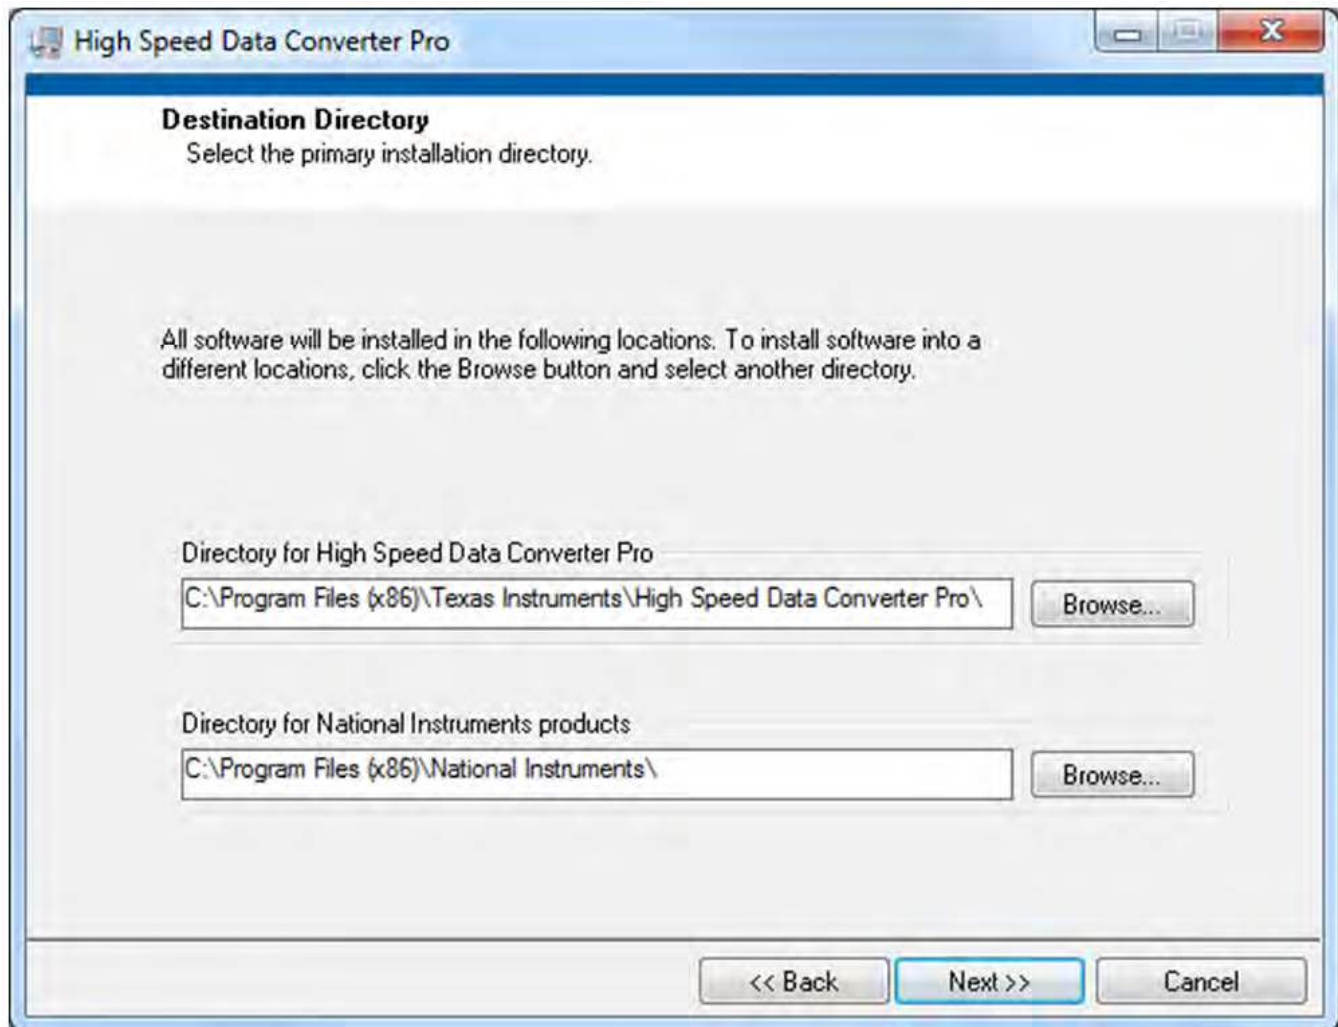 High Speed Data Converter Pro
Destination Directory
Select the primary installation directory.
All software will be installed in the following locations. To install software into a
different locations, click the Browse button and select another directory.
Directory for High Speed Data Converter Pro
C:\Program Files (x86)\Texas Instruments\High Speed Data Converter Pro\
Browse...
Directory for National Instruments products
C:\Program Files (x86)\National Instruments\
Browse...
<< Back Next >> Cancel